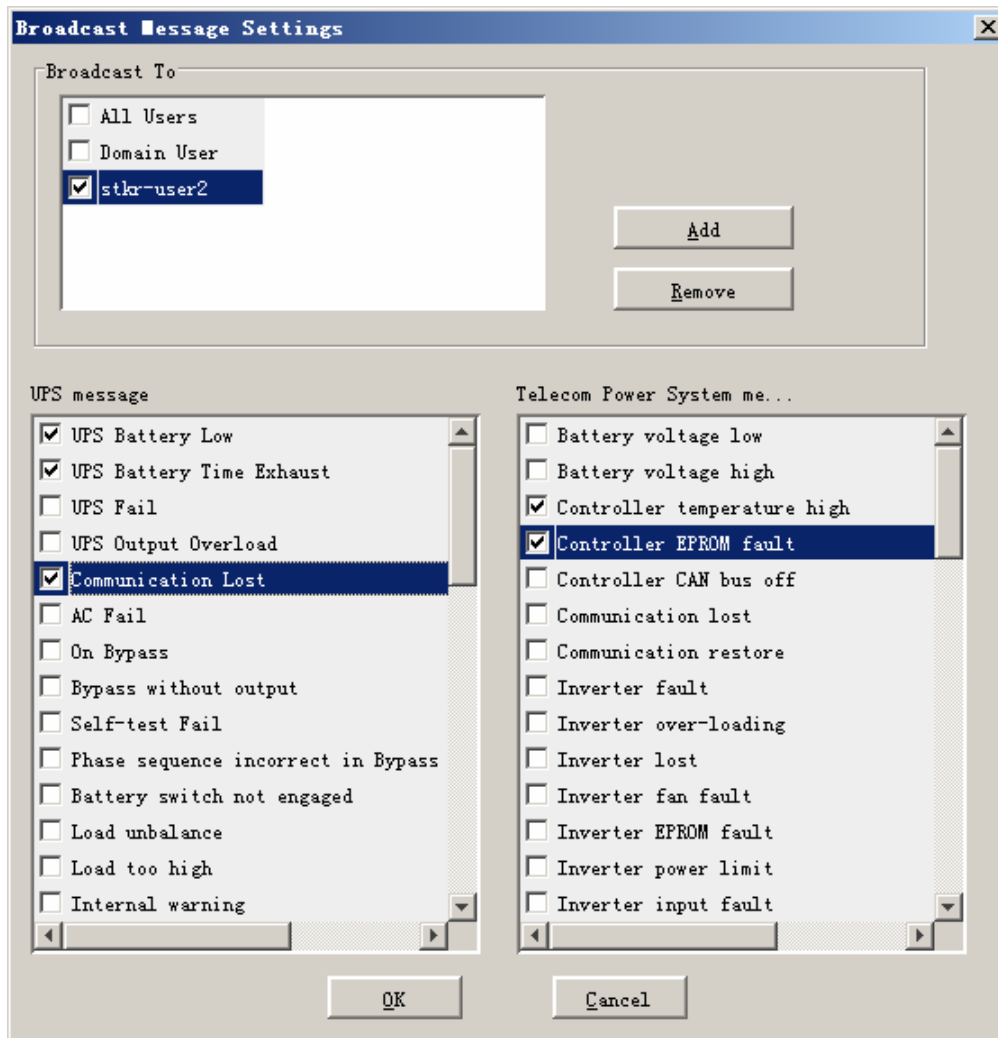 Broadcast Message Settings
Broadcast To
All Users
Domain User
stkr-user2
Add
Remove
UPS message
UPS Battery Low
UPS Battery Time Exhaust
UPS Fail
UPS Output Overload
Communication Lost
AC Fail
On Bypass
Bypass without output
Self-test Fail
Phase sequence incorrect in Bypass
Battery switch not engaged
Load unbalance
Load too high
Internal warning
Telecom Power System me...
Battery voltage low
Battery voltage high
Controller temperature high
Controller EPROM fault
Controller CAN bus off
Communication lost
Communication restore
Inverter fault
Inverter over-loading
Inverter lost
Inverter fan fault
Inverter EPROM fault
Inverter power limit
Inverter input fault
OK
Cancel